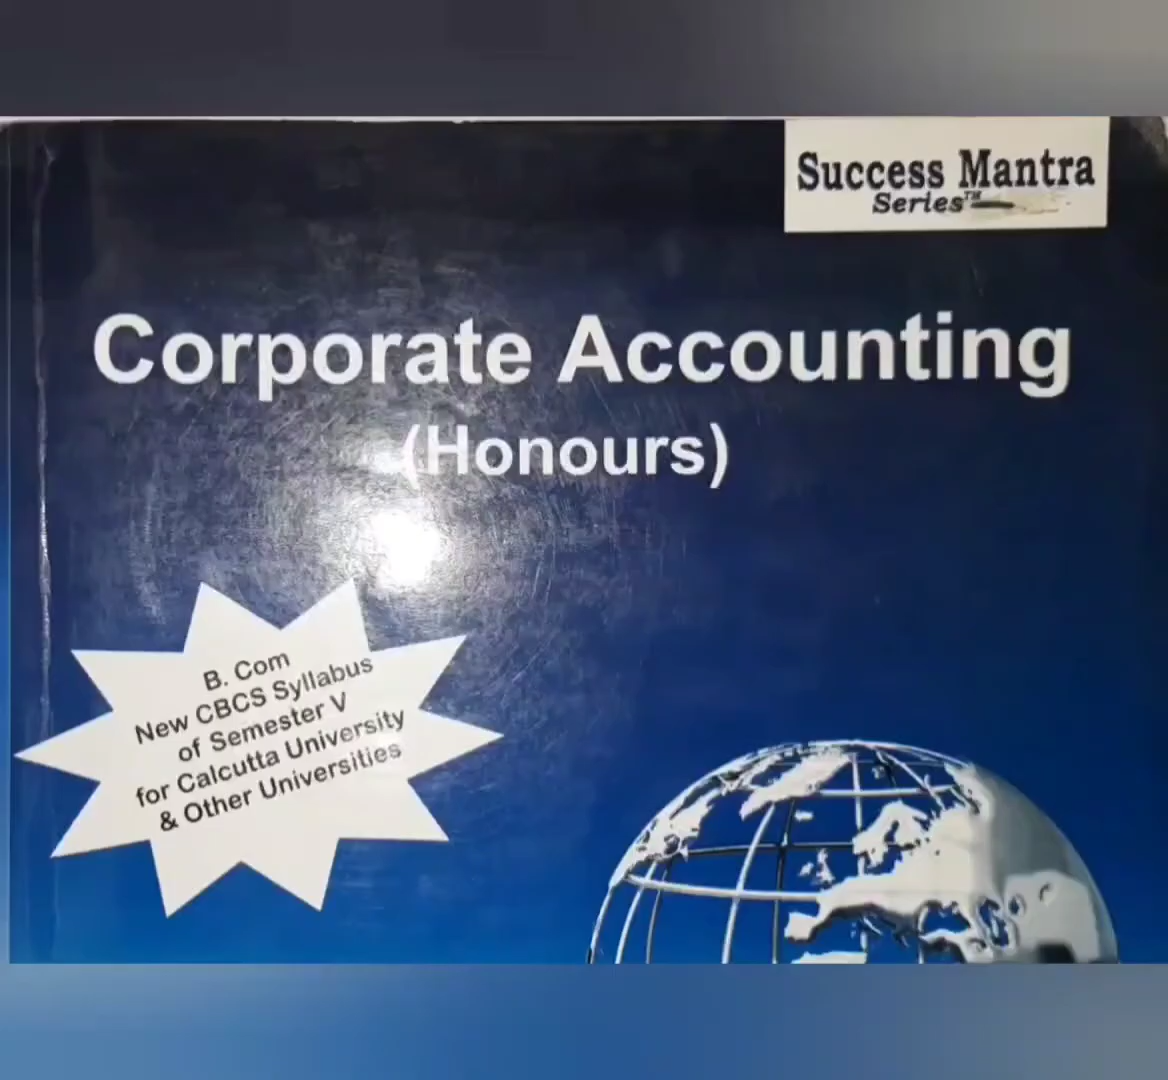 Success Mantra
Series™
Corporate Accounting
(Honours)
B. Com
New CBCS Syllabus
of Semester V
for Calcutta University
& Other Universities